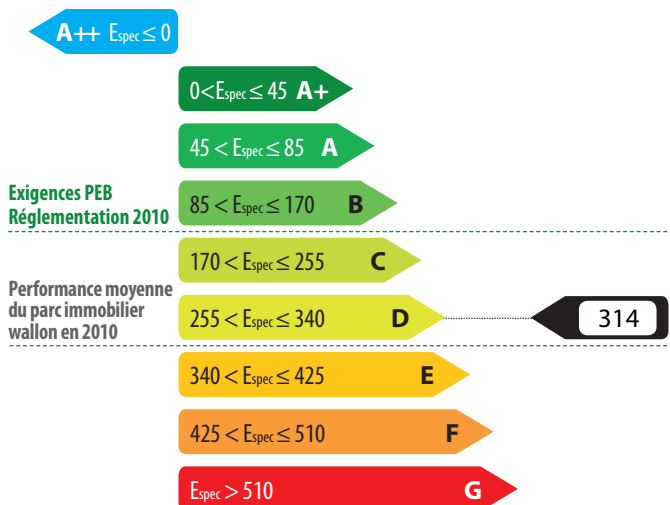 A++ Espec ≤ 0
0<Espec ≤ 45 A+
45 < Espec ≤ 85 A
Exigences PEB
Réglementation 2010
85 < Espec ≤ 170 B
170 < Espec ≤ 255 C
Performance moyenne
du parc immobilier
wallon en 2010
255 < Espec ≤ 340 D
314
340 < Espec ≤ 425 E
425 < Espec ≤ 510 F
Espec > 510 G